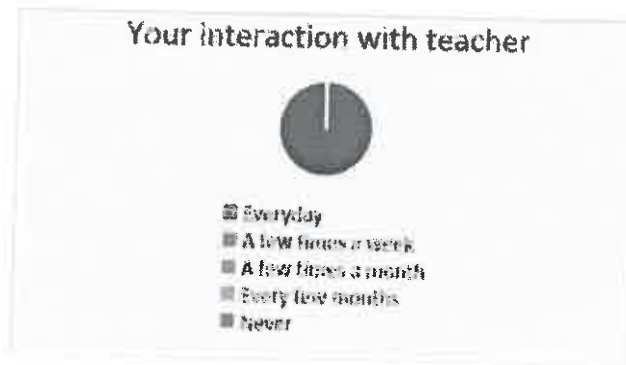 Your interaction with teacher
Everyday
A few times a week
A few times a month
Every few months
Never